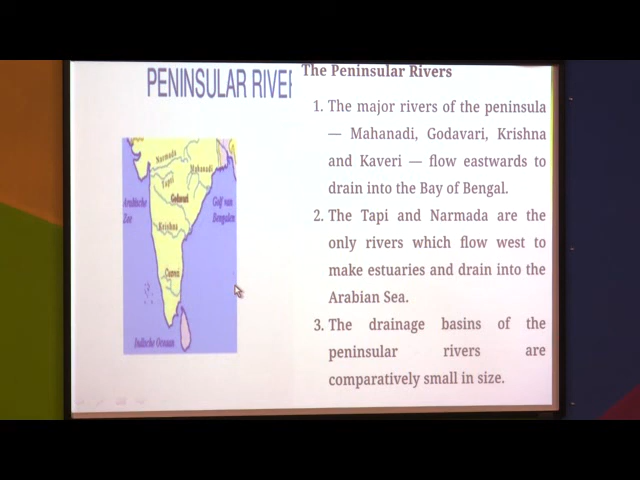 PENINSULAR RIVER
The Peninsular Rivers
1. The major rivers of the peninsula
— Mahanadi, Godavari, Krishna
and Kaveri — flow eastwards to
drain into the Bay of Bengal.
2. The Tapi and Narmada are the
only rivers which flow west to
make estuaries and drain into the
Arabian Sea.
3. The drainage basins of the
peninsular rivers are
comparatively small in size.
Narmada
Mahanadi
Tapti
Godavari
Arabische
Zee
Golf van
Bengalen
Krishna
Indische Oceaan